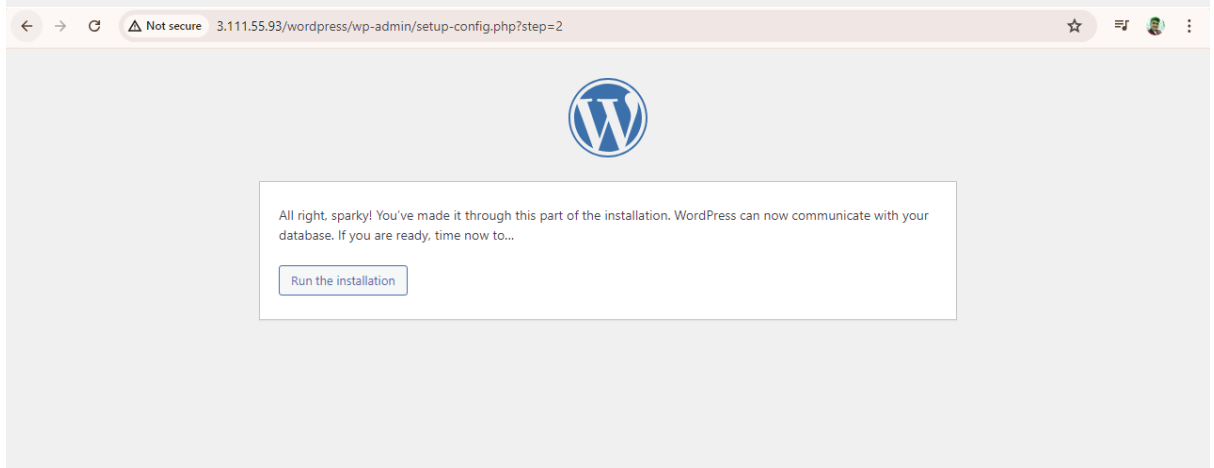 Not secure 3.111.55.93/wordpress/wp-admin/setup-config.php?step=2
W
All right, sparky! You’ve made it through this part of the installation. WordPress can now communicate with your
database. If you are ready, time now to…
Run the installation